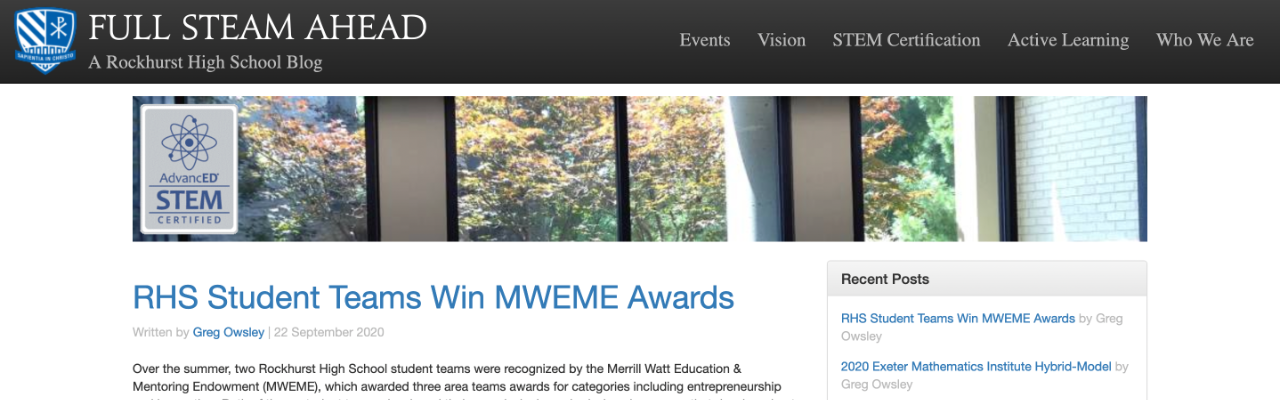 FULL STEAM AHEAD
A Rockhurst High School Blog
SAPIENTIA IN CHRISTO
Events
Vision
STEM Certification
Active Learning
Who We Are
AdvancED
STEM
CERTIFIED
RHS Student Teams Win MWEME Awards
Written by Greg Owsley | 22 September 2020
Over the summer, two Rockhurst High School student teams were recognized by the Merrill Watt Education &
Mentoring Endowment (MWEME), which awarded three area teams awards for categories including entrepreneurship
Recent Posts
RHS Student Teams Win MWEME Awards by Greg
Owsley
2020 Exeter Mathematics Institute Hybrid-Model by
Greg Owsley